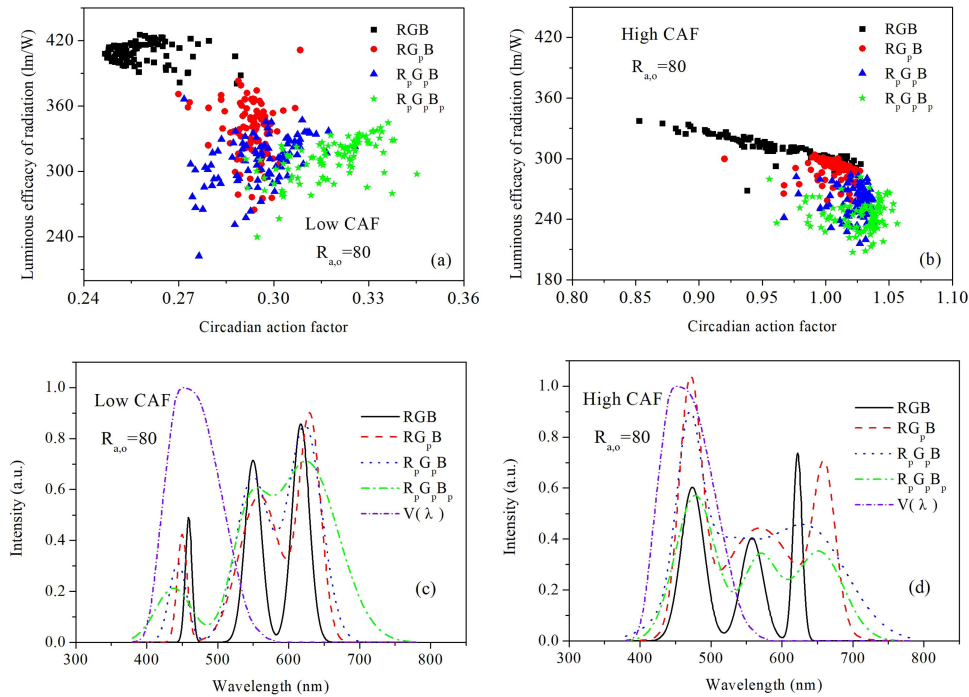 420
360
300
240
Luminous efficacy of radiation (lm/W)
0.24
0.27
0.30
0.33
0.36
Circadian action factor
RGB
RGpB
RpGpB
RpGpBp
Low CAF
Ra,o=80
(a)
450
420
390
360
330
300
270
240
210
180
Luminous efficacy of radiation (lm/W)
0.80
0.85
0.90
0.95
1.00
1.05
1.10
Circadian action factor
High CAF
Ra,o=80
RGB
RGpB
RpGpB
RpGpBp
(b)
1.0
0.8
0.6
0.4
0.2
0.0
Intensity (a.u.)
300
400
500
600
700
800
Wavelength (nm)
Low CAF
Ra,o=80
RGB
RGpB
RpGpB
RpGpBp
V(λ)
(c)
1.0
0.8
0.6
0.4
0.2
0.0
Intensity (a.u.)
300
400
500
600
700
800
Wavelength (nm)
High CAF
Ra,o=80
RGB
RGpB
RpGpB
RpGpBp
V(λ)
(d)